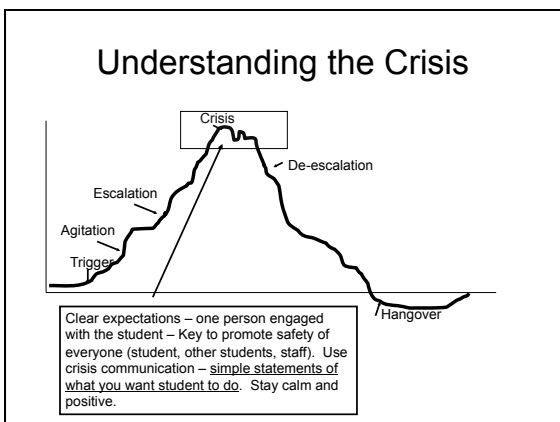 Understanding the Crisis
Crisis
De-escalation
Escalation
Agitation
Trigger
Hangover
Clear expectations – one person engaged
with the student – Key to promote safety of
everyone (student, other students, staff).  Use
crisis communication – simple statements of
what you want student to do.  Stay calm and
positive.